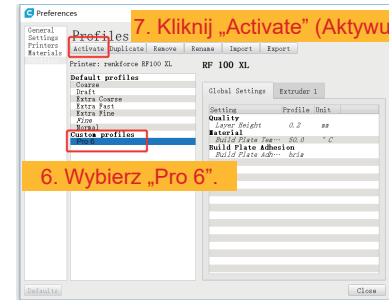 Preferences
7. Kliknij „Activate” (Aktywu
General
Settings
Printers
Materials
Profiles
Activate Duplicate Remove Rename Import Export
Printer: renkforce RF100 XL
RF 100 XL
Default profiles
Coarse
Draft
Extra Coarse
Extra Fast
Extra Fine
Fine
Normal
Custom profiles
Pro 6
Global Settings Extruder 1
Setting Profile Unit
Quality
Layer Height 0.2 mm
Material
Build Plate Tem... 50.0 °C
Build Plate Adhesion
Build Plate Adh... brim
6. Wybierz „Pro 6”.
Defaults
Close